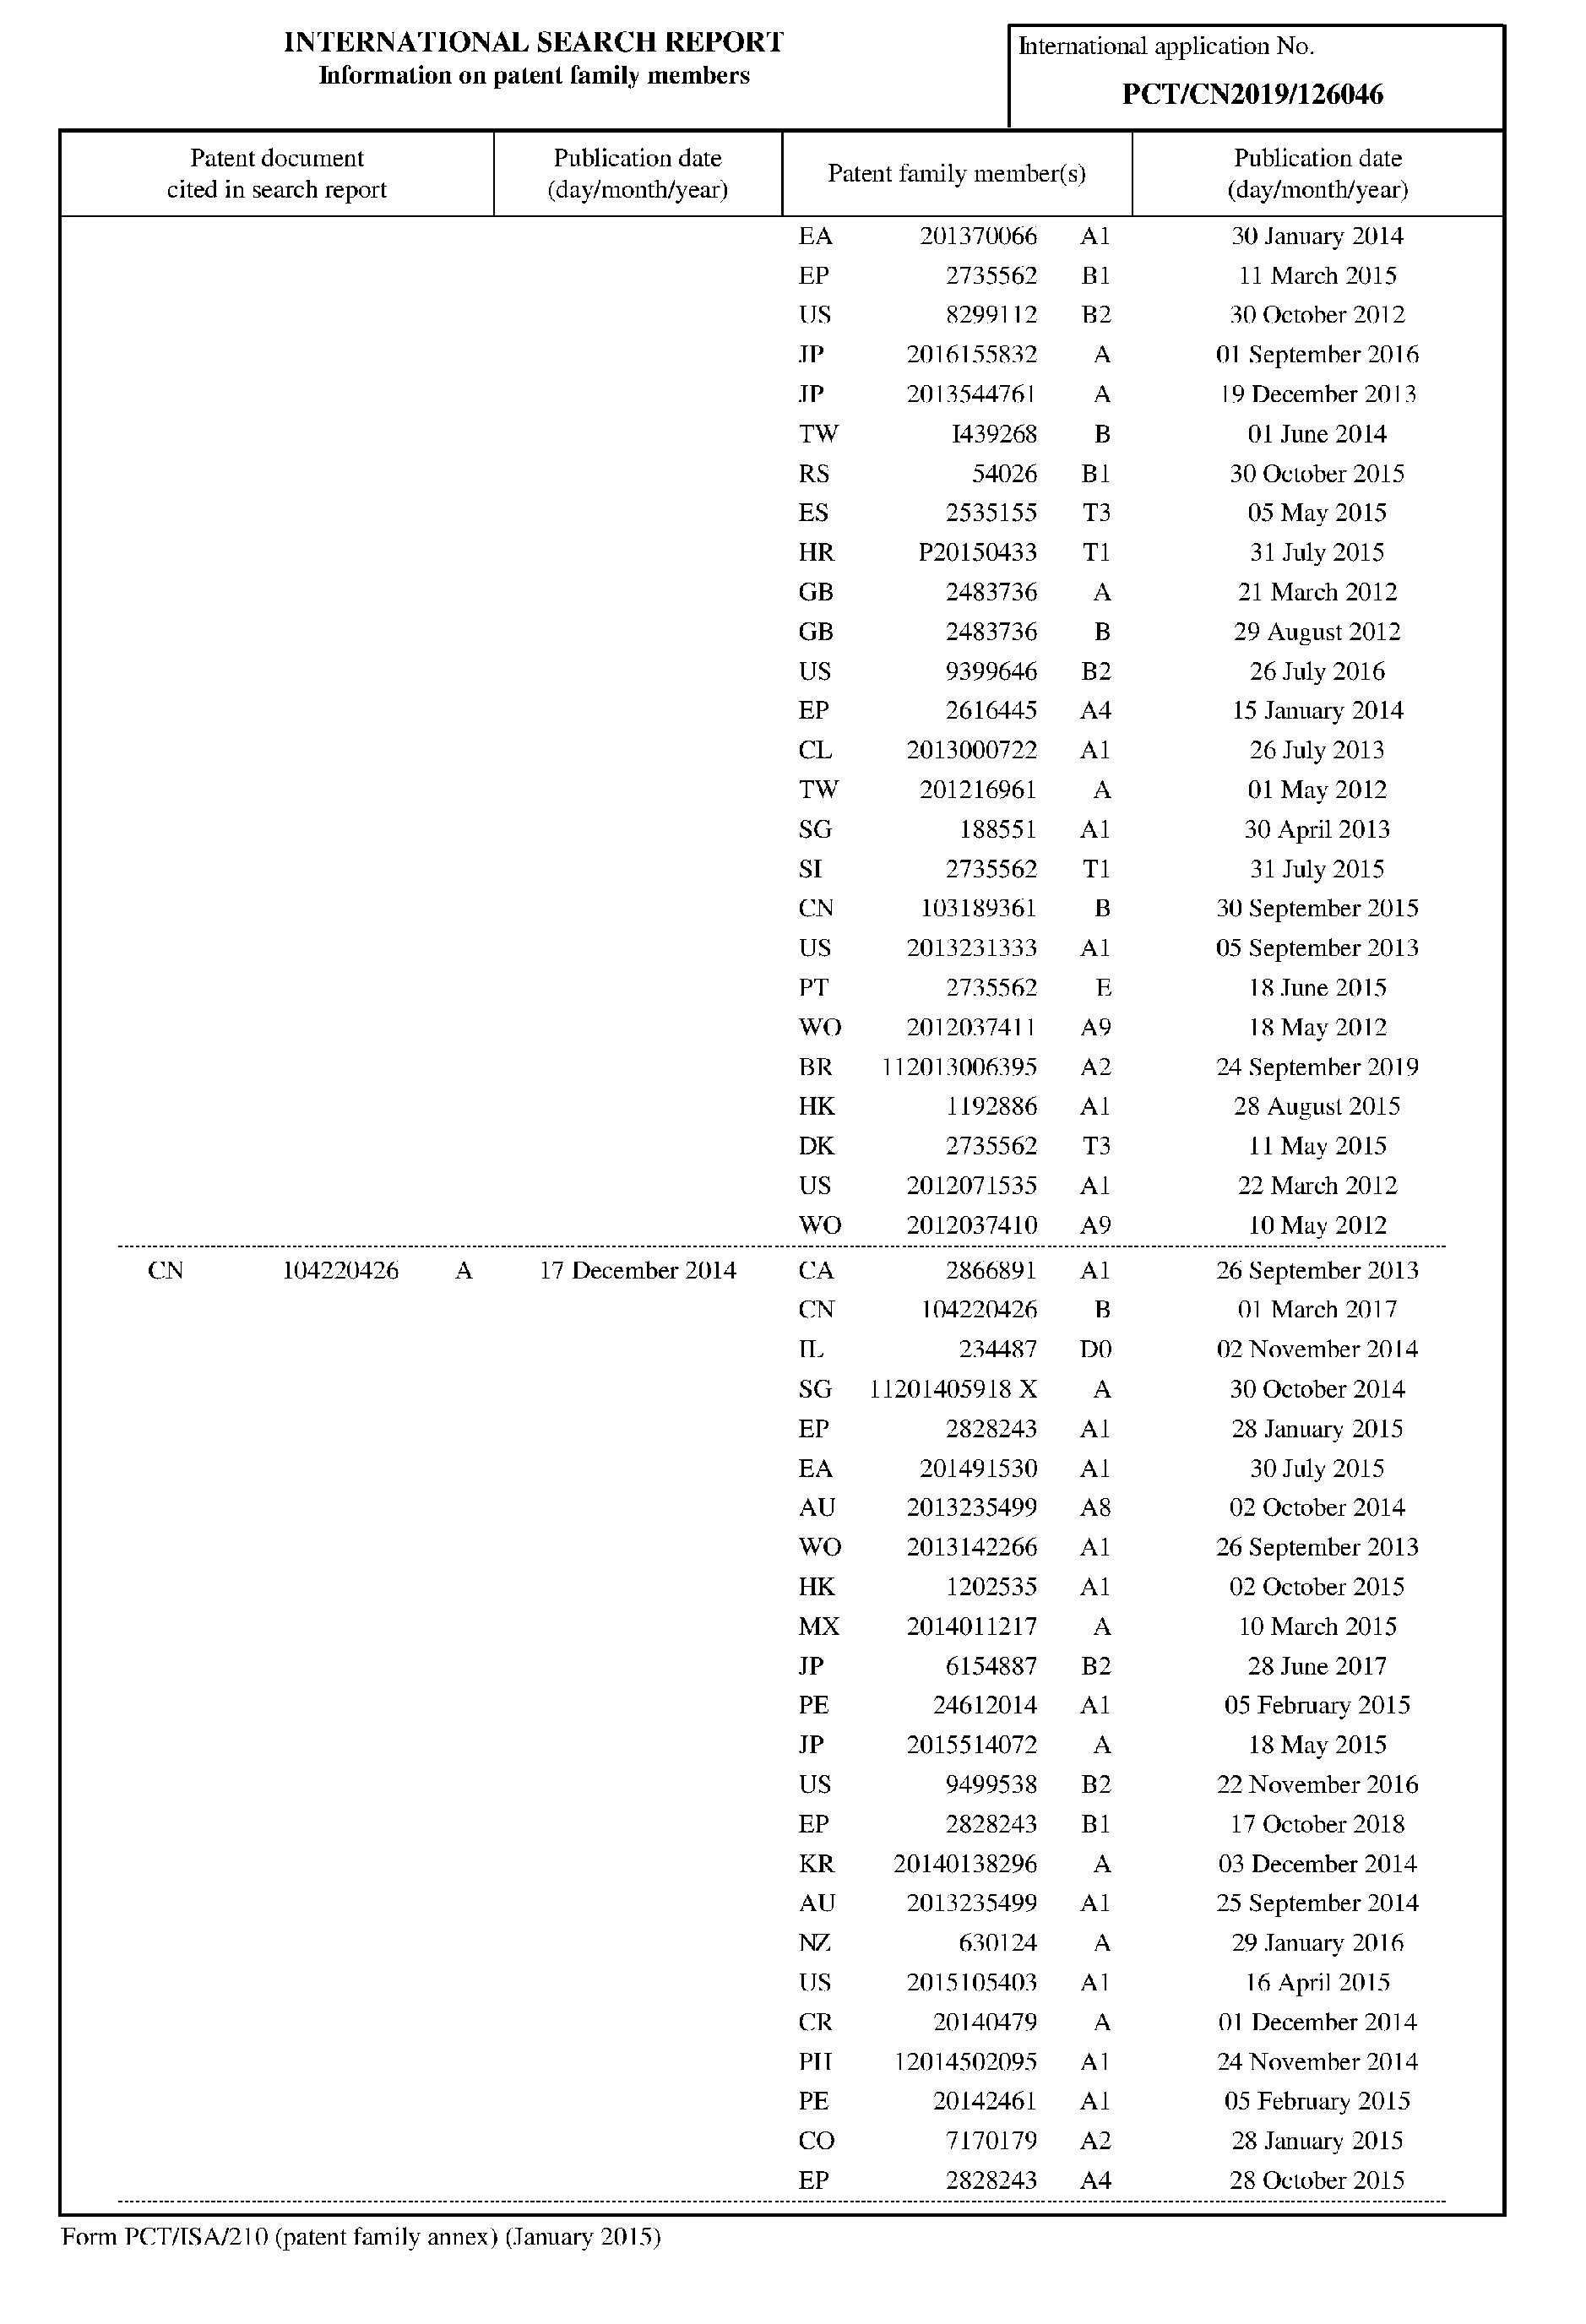 INTERNATIONAL SEARCH REPORT
Information on patent family members
International application No.
PCT/CN2019/126046
Patent document cited in search report
Publication date (day/month/year)
Patent family member(s)
Publication date (day/month/year)
EA 201370066 A1 30 January 2014
EP 2735562 B1 11 March 2015
US 8299112 B2 30 October 2012
JP 2016155832 A 01 September 2016
JP 2013544761 A 19 December 2013
TW I439268 B 01 June 2014
RS 54026 B1 30 October 2015
ES 2535155 T3 05 May 2015
HR P20150433 T1 31 July 2015
GB 2483736 A 21 March 2012
GB 2483736 B 29 August 2012
US 9399646 B2 26 July 2016
EP 2616445 A4 15 January 2014
CL 2013000722 A1 26 July 2013
TW 201216961 A 01 May 2012
SG 188551 A1 30 April 2013
SI 2735562 T1 31 July 2015
CN 103189361 B 30 September 2015
US 2013231333 A1 05 September 2013
PT 2735562 E 18 June 2015
WO 2012037411 A9 18 May 2012
BR 112013006395 A2 24 September 2019
HK 1192886 A1 28 August 2015
DK 2735562 T3 11 May 2015
US 2012071535 A1 22 March 2012
WO 2012037410 A9 10 May 2012
CN 104220426 A 17 December 2014 CA 2866891 A1 26 September 2013
CN 104220426 B 01 March 2017
IL 234487 D0 02 November 2014
SG 11201405918 X A 30 October 2014
EP 2828243 A1 28 January 2015
EA 201491530 A1 30 July 2015
AU 2013235499 A8 02 October 2014
WO 2013142266 A1 26 September 2013
HK 1202535 A1 02 October 2015
MX 2014011217 A 10 March 2015
JP 6154887 B2 28 June 2017
PE 24612014 A1 05 February 2015
JP 2015514072 A 18 May 2015
US 9499538 B2 22 November 2016
EP 2828243 B1 17 October 2018
KR 20140138296 A 03 December 2014
AU 2013235499 A1 25 September 2014
NZ 630124 A 29 January 2016
US 2015105403 A1 16 April 2015
CR 20140479 A 01 December 2014
PH 12014502095 A1 24 November 2014
PE 20142461 A1 05 February 2015
CO 7170179 A2 28 January 2015
EP 2828243 A4 28 October 2015
Form PCT/ISA/210 (patent family annex) (January 2015)